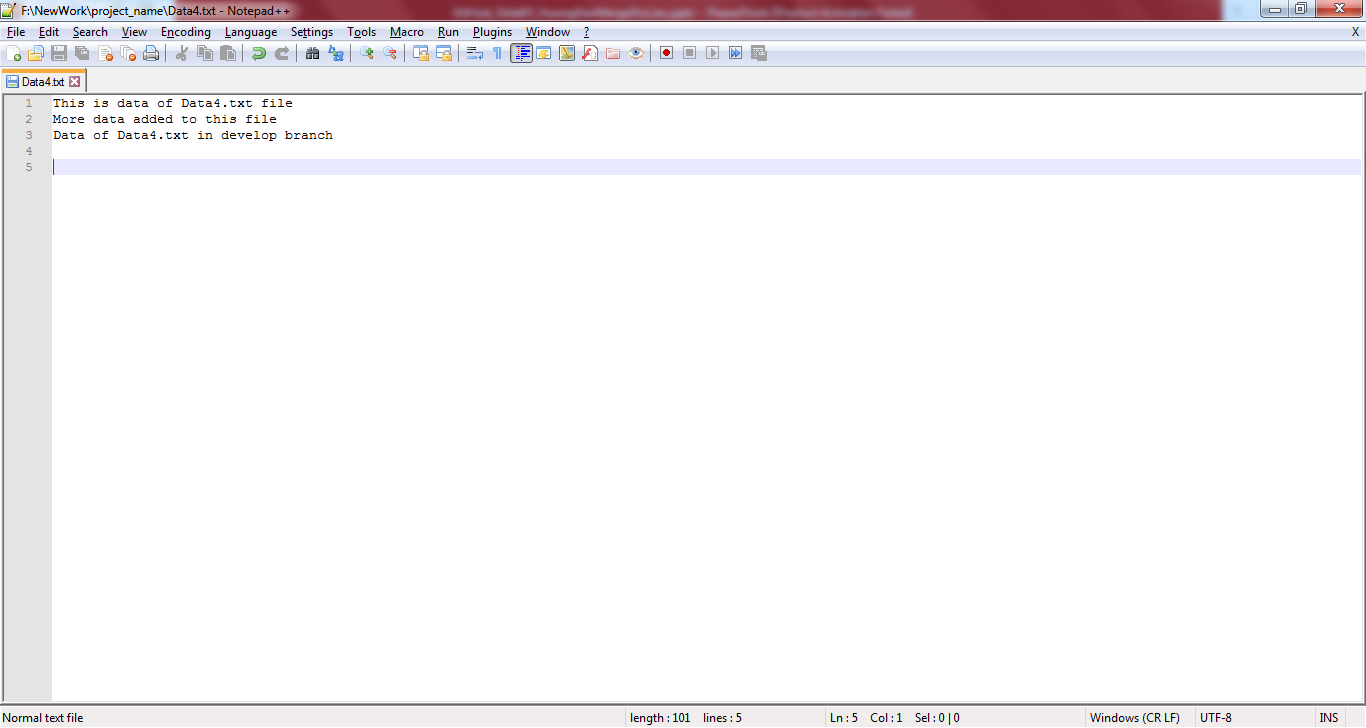 F:\NewWork\project_name\Data4.txt - Notepad++
File Edit Search View Encoding Language Settings Tools Macro Run Plugins Window ? X
Data4.txt
1 This is data of Data4.txt file
2 More data added to this file
3 Data of Data4.txt in develop branch
4
5
Normal text file length : 101 lines : 5 Ln : 5 Col : 1 Sel : 0 | 0 Windows (CR LF) UTF-8 INS